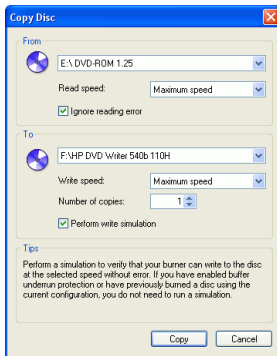 Copy Disc
From
E:\ DVD-ROM 1.25
Read speed: Maximum speed
Ignore reading error
To
F:\HP DVD Writer 540b 110H
Write speed: Maximum speed
Number of copies: 1
Perform write simulation
Tips
Perform a simulation to verify that your burner can write to the disc
at the selected speed without error. If you have enabled buffer
underrun protection or have previously burned a disc using the
current configuration, you do not need to run a simulation.
Copy Cancel